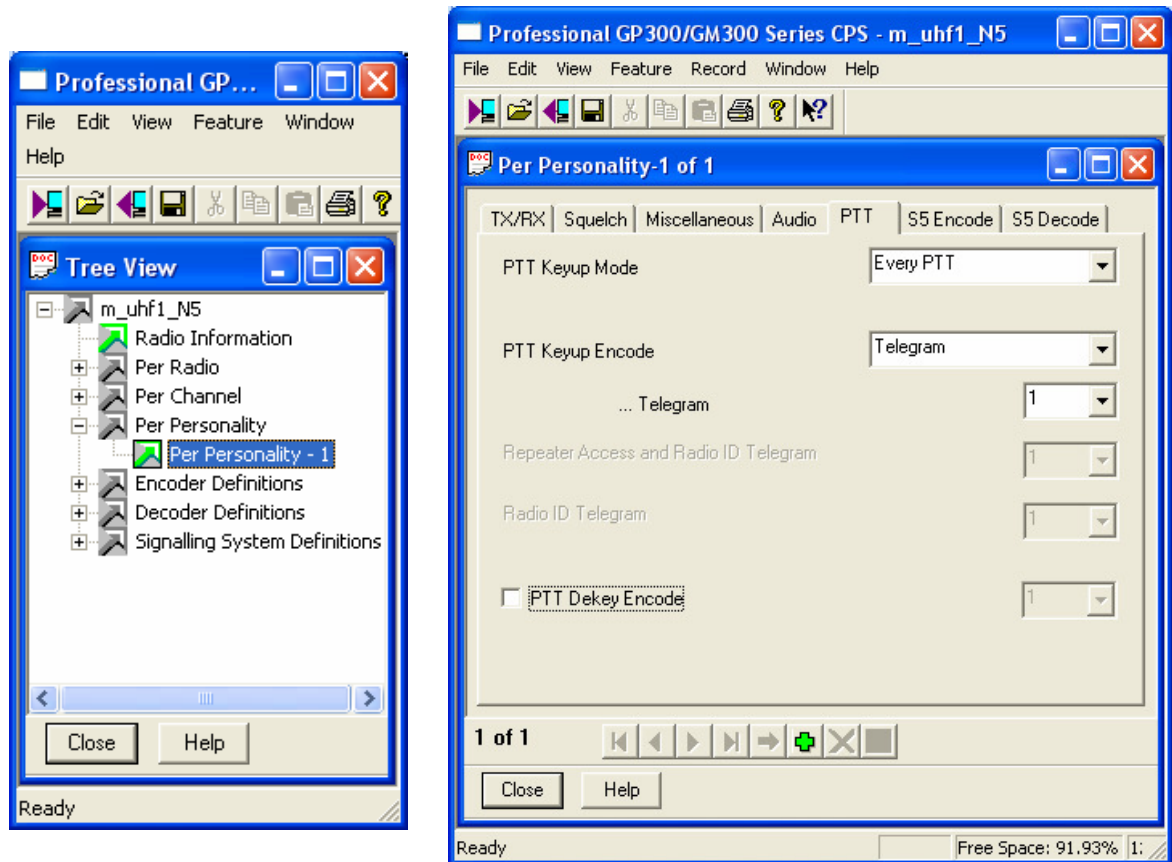 Professional GP...
File Edit View Feature Window
Help
Tree View
m_uhf1_N5
Radio Information
Per Radio
Per Channel
Per Personality
Per Personality - 1
Encoder Definitions
Decoder Definitions
Signalling System Definitions
Close Help
Ready
Professional GP300/GM300 Series CPS - m_uhf1_N5
File Edit View Feature Record Window Help
Per Personality-1 of 1
TX/RX Squelch Miscellaneous Audio PTT S5 Encode S5 Decode
PTT Keyup Mode Every PTT
PTT Keyup Encode Telegram
... Telegram 1
Repeater Access and Radio ID Telegram 1
Radio ID Telegram 1
PTT Dekey Encode 1
1 of 1
Close Help
Ready Free Space: 91.93%